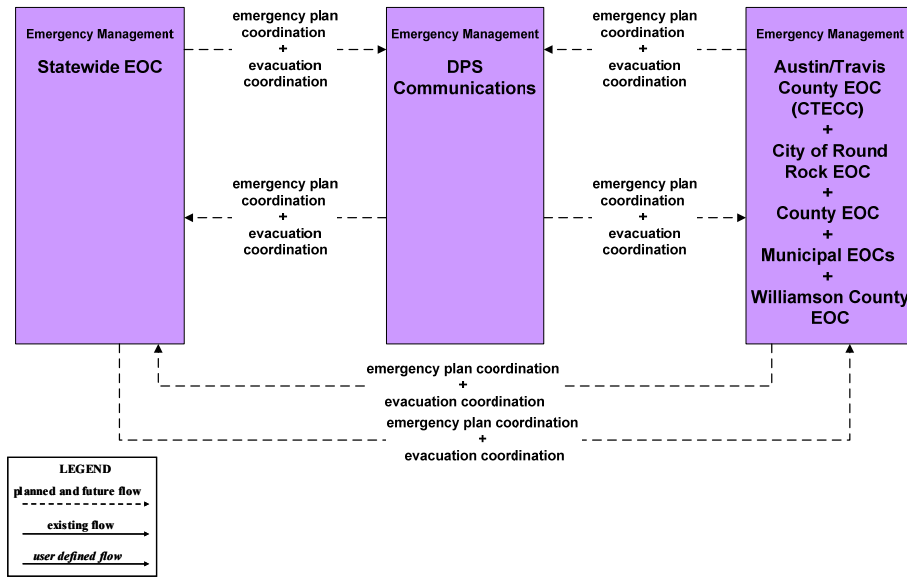 Emergency Management
Statewide EOC
emergency plan
coordination
+
evacuation
coordination
Emergency Management
DPS
Communications
emergency plan
coordination
+
evacuation
coordination
Emergency Management
Austin/Travis
County EOC
(CTECC)
+
City of Round
Rock EOC
+
County EOC
+
Municipal EOCs
+
Williamson County
EOC
emergency plan
coordination
+
evacuation
coordination
emergency plan
coordination
+
evacuation
coordination
emergency plan coordination
+
evacuation coordination
emergency plan coordination
+
evacuation coordination
LEGEND
planned and future flow
existing flow
user defined flow